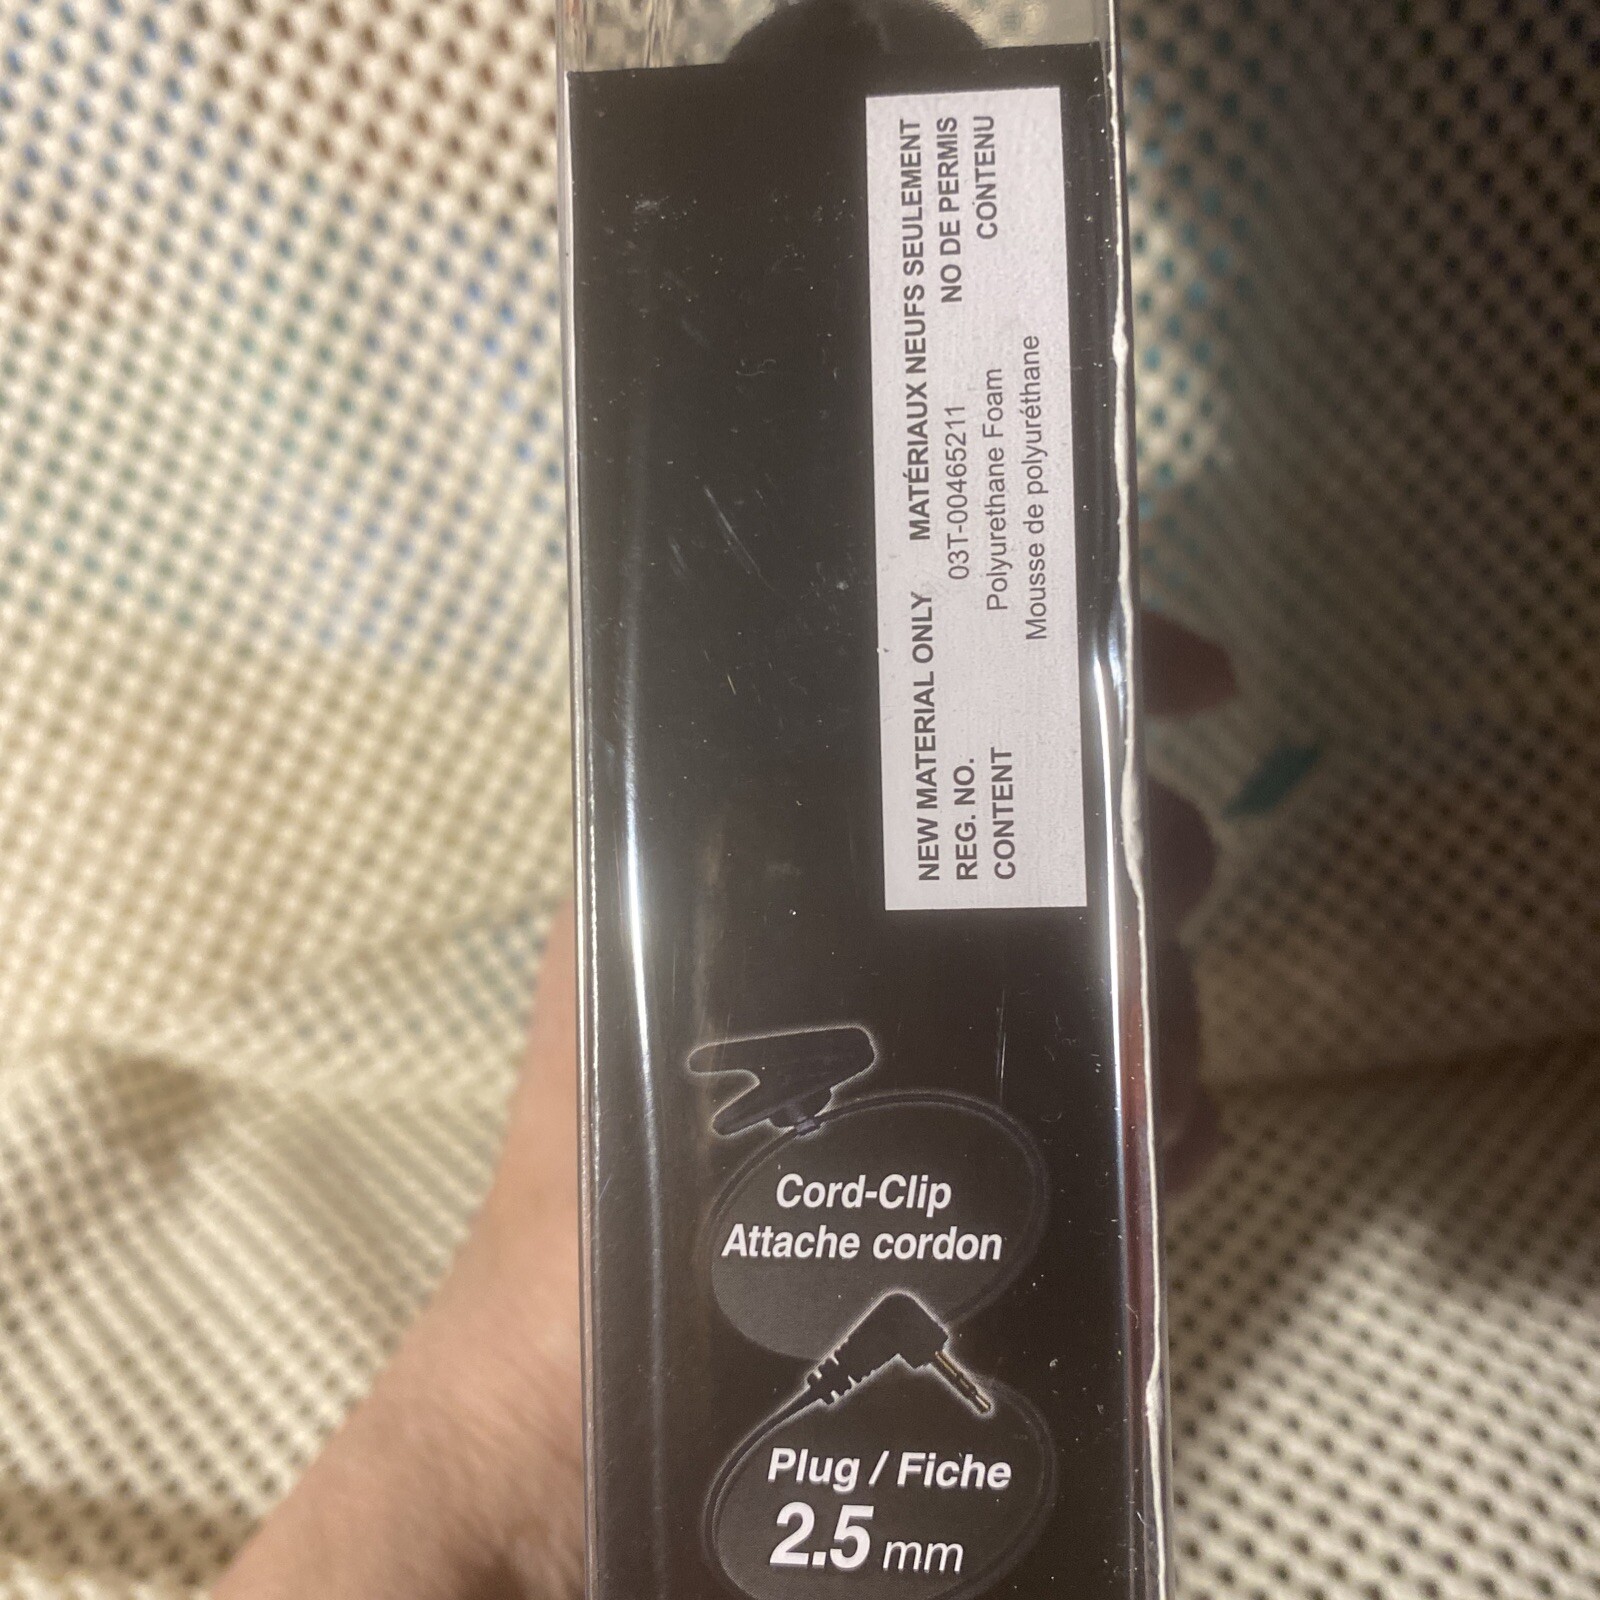 NEW MATERIAL ONLY MATÉRIAUX NEUFS SEULEMENT
REG. NO. 03T-00465211 NO DE PERMIS
CONTENT Polyurethane Foam CONTENU
Mousse de polyuréthane
Cord-Clip
Attache cordon
Plug / Fiche
2.5 mm